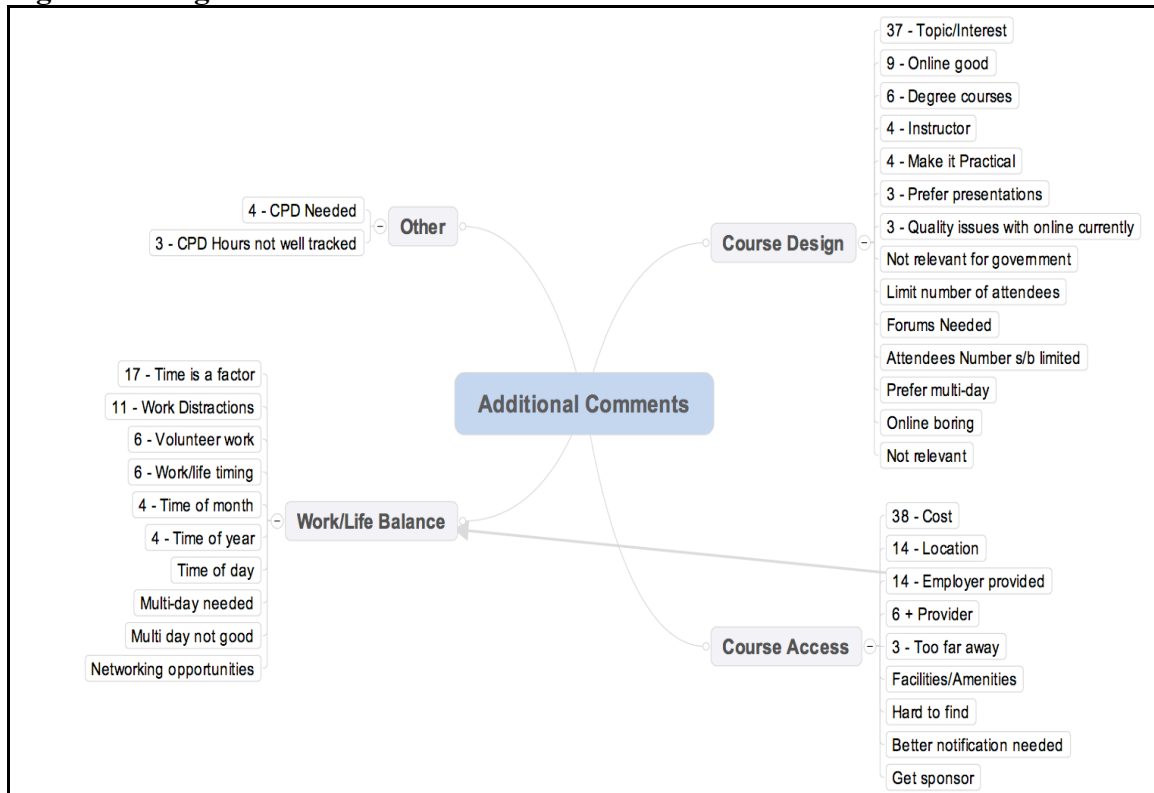 37 - Topic/Interest
9 - Online good
6 - Degree courses
4 - Instructor
4 - Make it Practical
3 - Prefer presentations
3 - Quality issues with online currently
Not relevant for government
Limit number of attendees
Forums Needed
Attendees Number s/b limited
Prefer multi-day
Online boring
Not relevant
Course Design
4 - CPD Needed
3 - CPD Hours not well tracked
Other
Additional Comments
17 - Time is a factor
11 - Work Distractions
6 - Volunteer work
6 - Work/life timing
4 - Time of month
4 - Time of year
Time of day
Multi-day needed
Multi day not good
Networking opportunities
Work/Life Balance
38 - Cost
14 - Location
14 - Employer provided
6 + Provider
3 - Too far away
Facilities/Amenities
Hard to find
Better notification needed
Get sponsor
Course Access